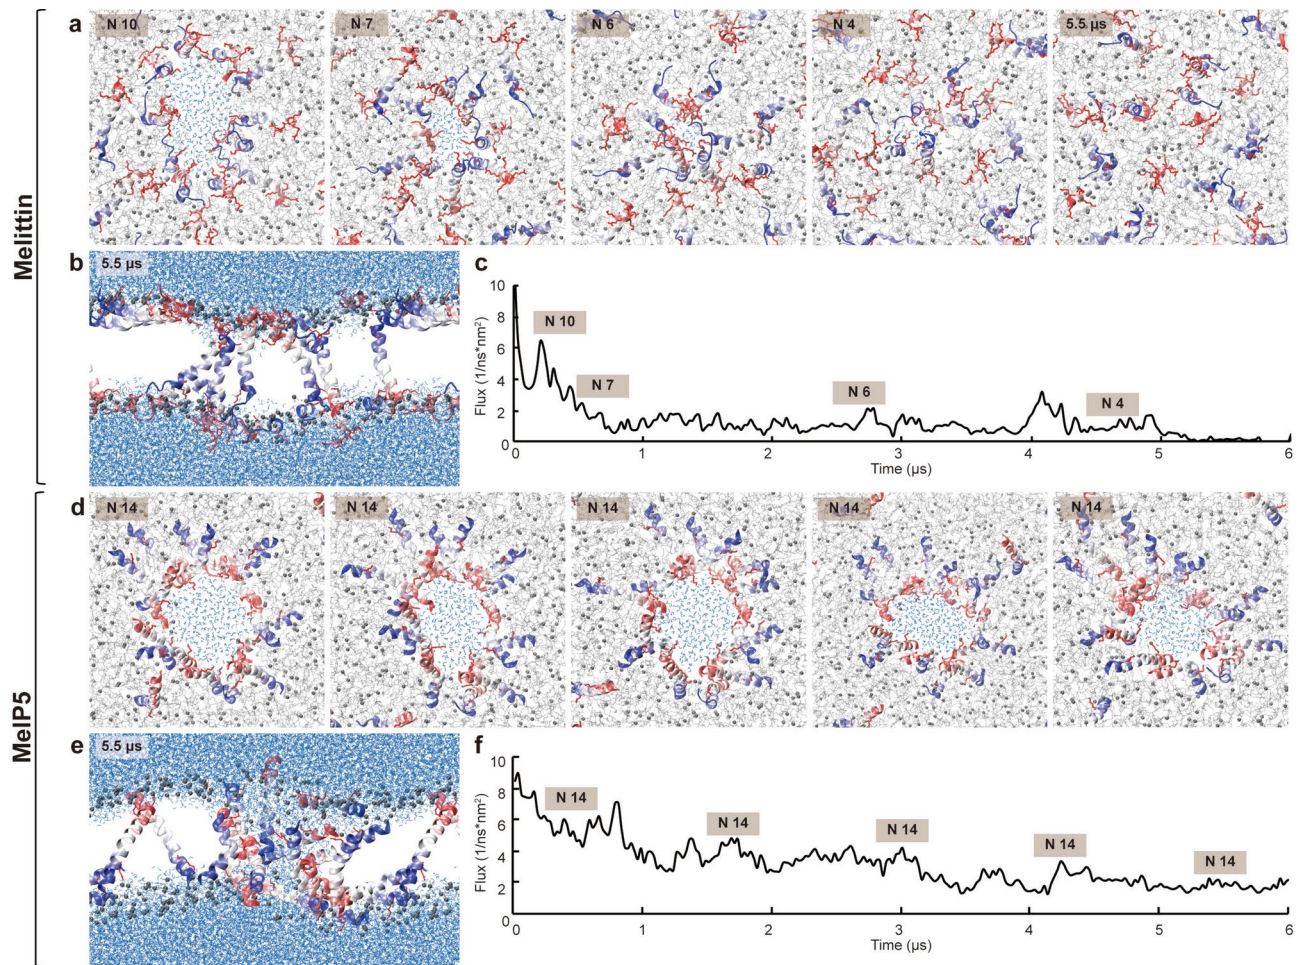 Melittin
a
N 10
N 7
N 6
N 4
5.5 µs
b
5.5 µs
c
Flux (1/ns*nm²)
10
8
6
4
2
0
N 10
N 7
N 6
N 4
0 1 2 3 4 5 6
Time (µs)
MelP5
d
N 14
N 14
N 14
N 14
N 14
e
5.5 µs
f
Flux (1/ns*nm²)
10
8
6
4
2
0
N 14
N 14
N 14
N 14
N 14
0 1 2 3 4 5 6
Time (µs)